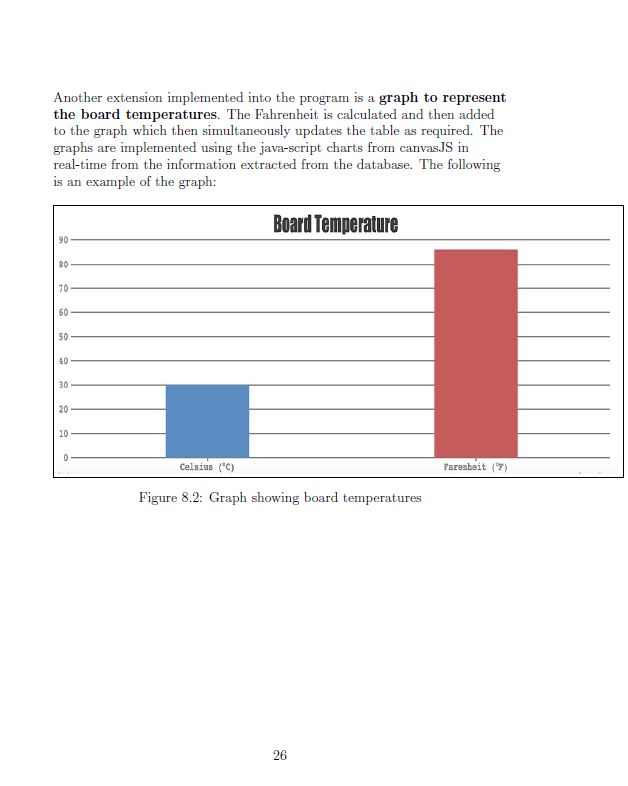 Another extension implemented into the program is a graph to represent
the board temperatures. The Fahrenheit is calculated and then added
to the graph which then simultaneously updates the table as required. The
graphs are implemented using the java-script charts from canvasJS in
real-time from the information extracted from the database. The following
is an example of the graph:
Board Temperature
90
80
70
60
50
40
30
20
10
0
Celsius (°C)
Farenheit (°F)
Figure 8.2: Graph showing board temperatures
26